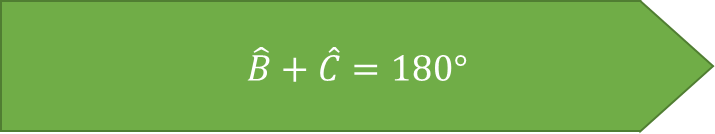 B̂ + Ĉ = 180°